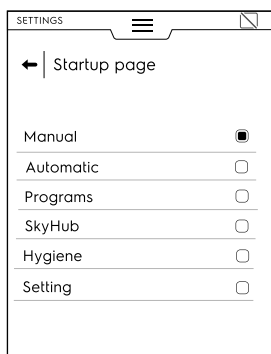 SETTINGS
Startup page
Manual
Automatic
Programs
SkyHub
Hygiene
Setting